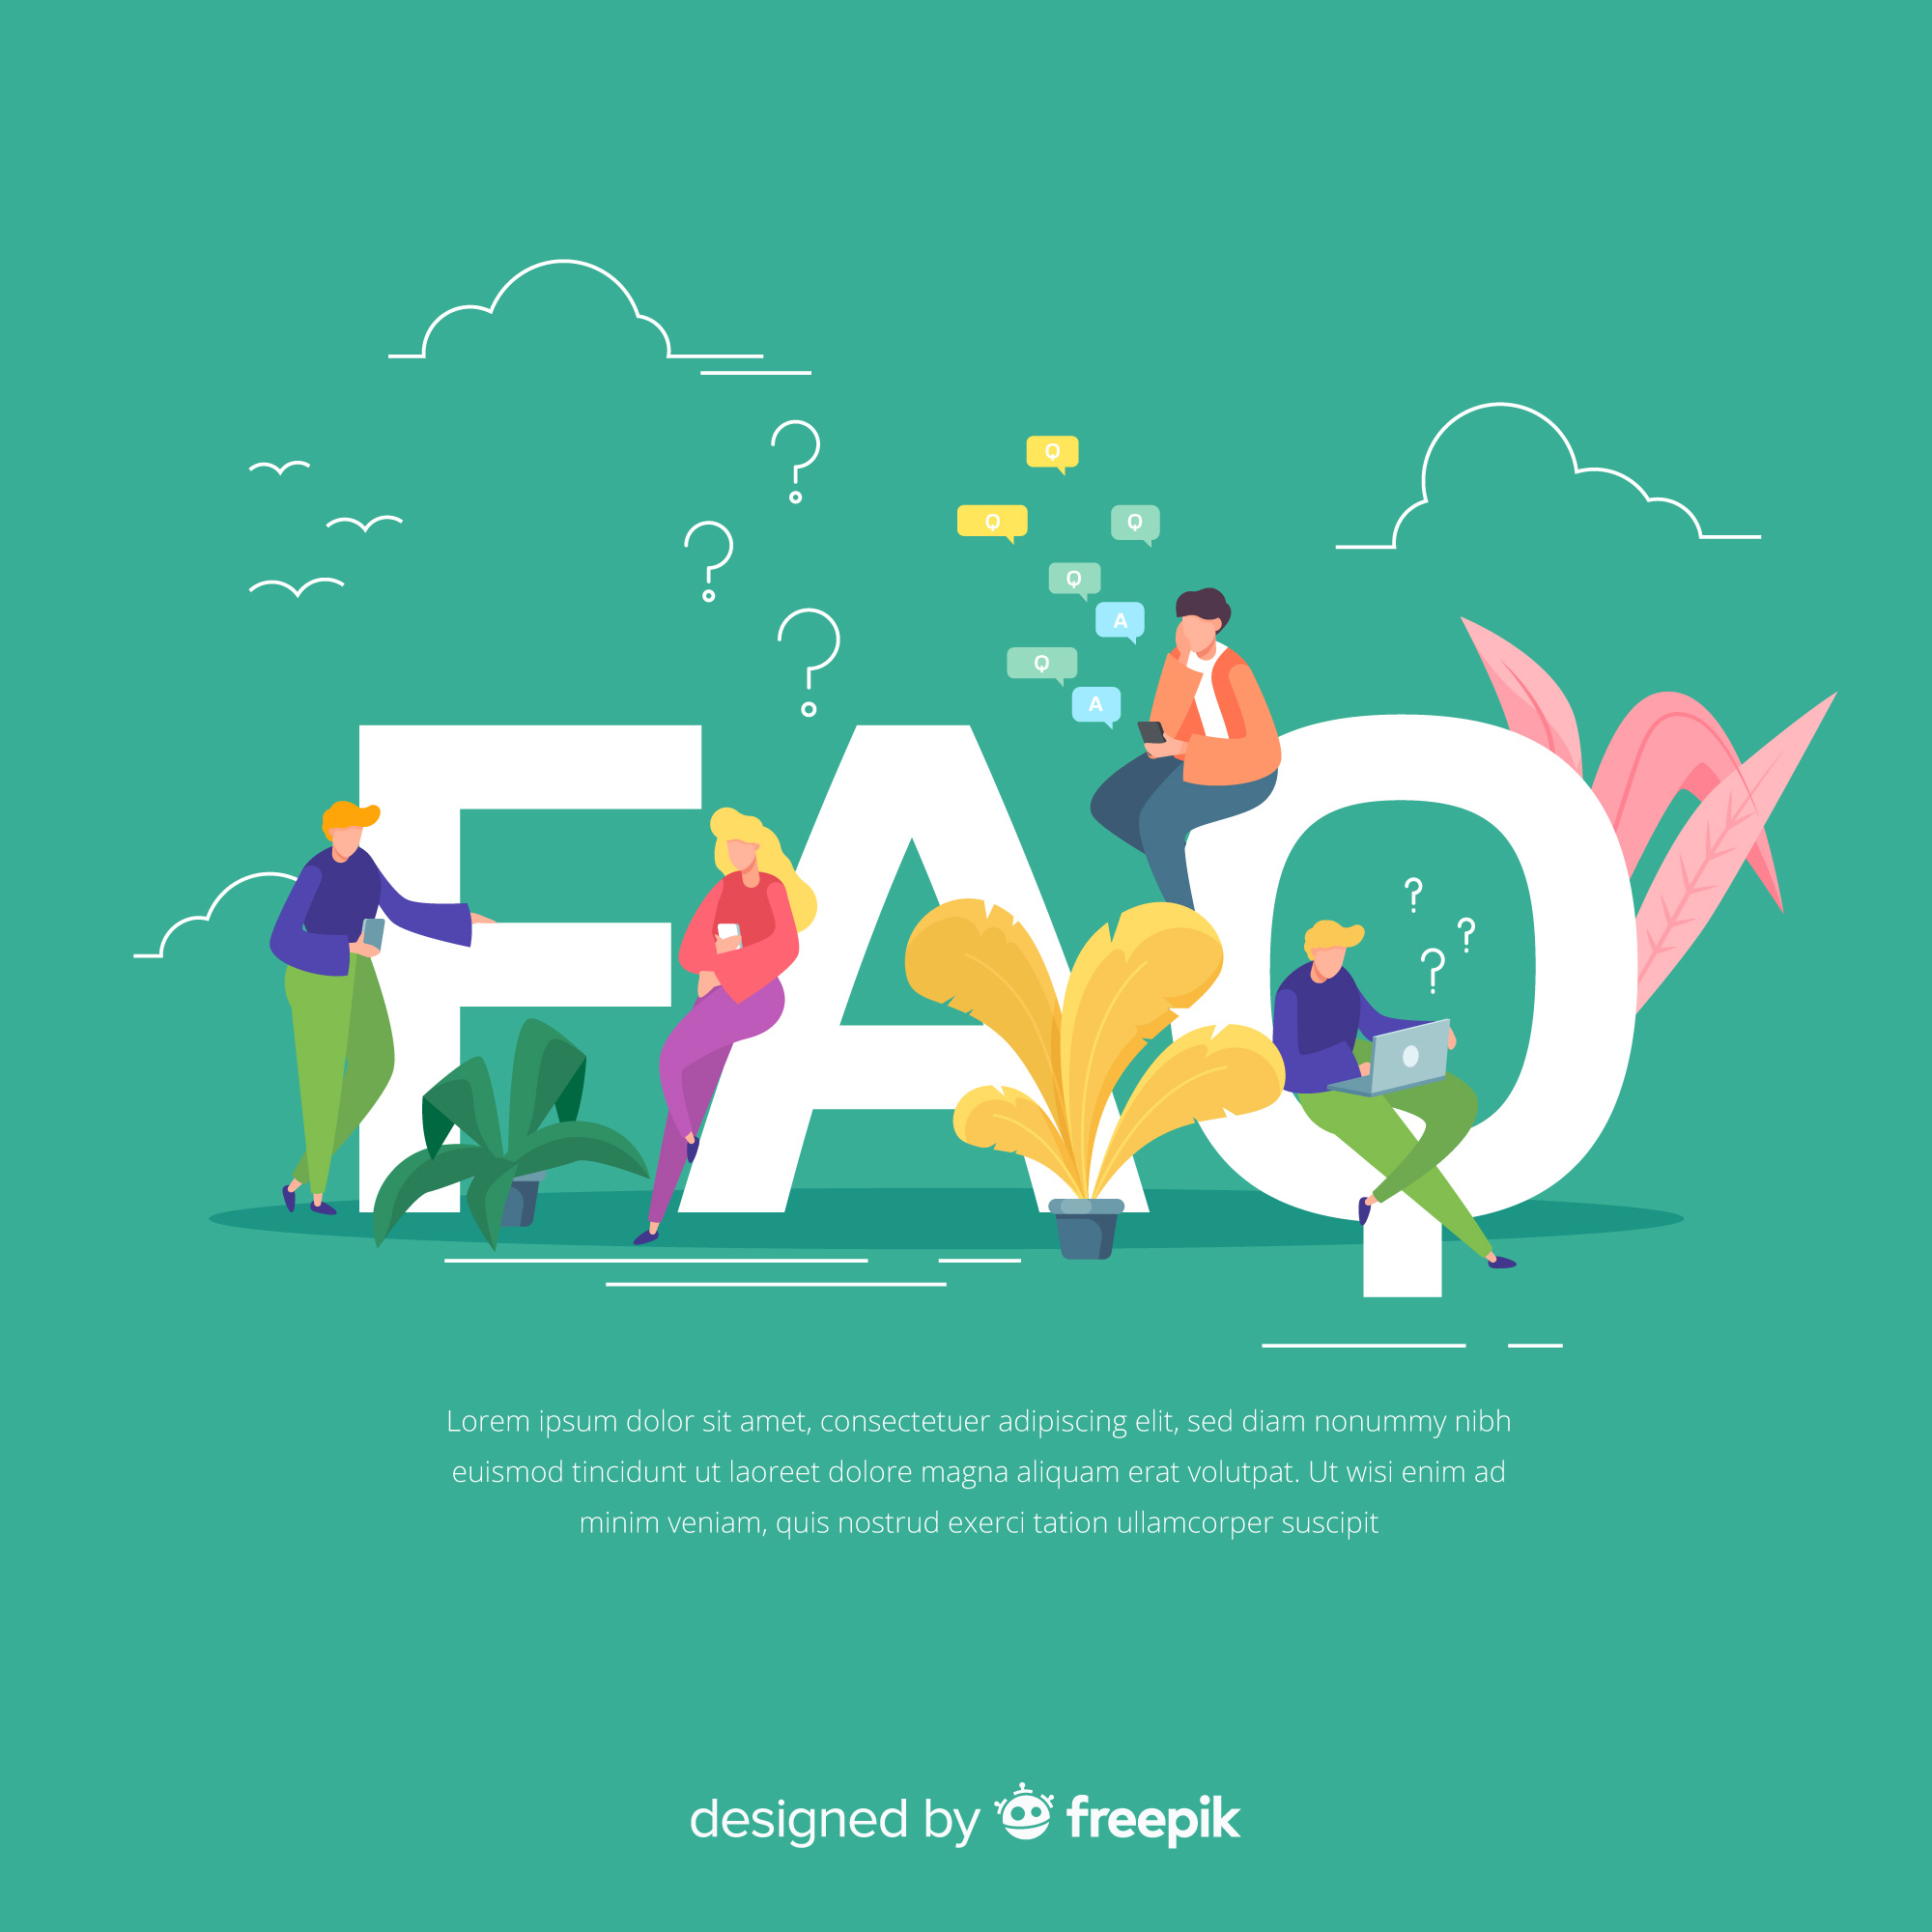 Q
Q
Q
Q
A
Q
A
FAQ
? ? ?
? ? ?
Lorem ipsum dolor sit amet, consectetuer adipiscing elit, sed diam nonummy nibh
euismod tincidunt ut laoreet dolore magna aliquam erat volutpat. Ut wisi enim ad
minim veniam, quis nostrud exerci tation ullamcorper suscipit
designed by freepik